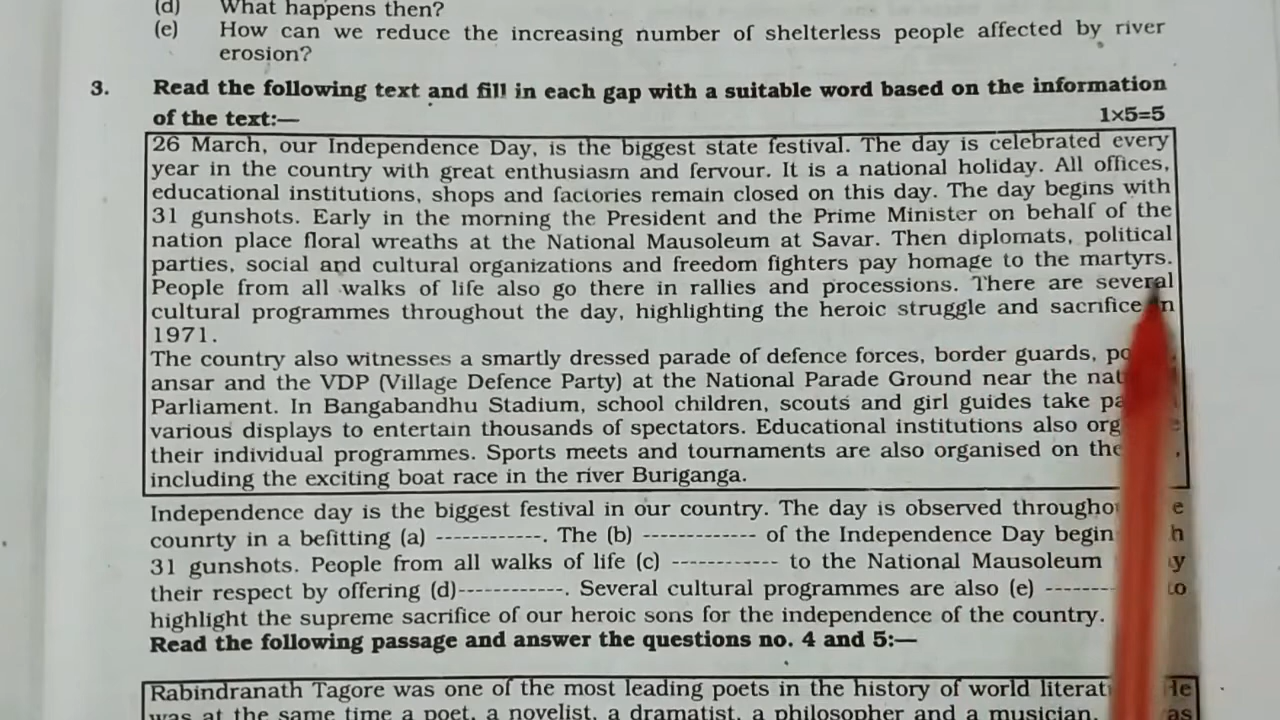 (d) What happens then?
(e) How can we reduce the increasing number of shelterless people affected by river
erosion?
3. Read the following text and fill in each gap with a suitable word based on the information
of the text:— 1×5=5
26 March, our Independence Day, is the biggest state festival. The day is celebrated every
year in the country with great enthusiasm and fervour. It is a national holiday. All offices,
educational institutions, shops and factories remain closed on this day. The day begins with
31 gunshots. Early in the morning the President and the Prime Minister on behalf of the
nation place floral wreaths at the National Mausoleum at Savar. Then diplomats, political
parties, social and cultural organizations and freedom fighters pay homage to the martyrs.
People from all walks of life also go there in rallies and processions. There are several
cultural programmes throughout the day, highlighting the heroic struggle and sacrifice in
1971.
The country also witnesses a smartly dressed parade of defence forces, border guards,
ansar and the VDP (Village Defence Party) at the National Parade Ground near the
Parliament. In Bangabandhu Stadium, school children, scouts and girl guides take
various displays to entertain thousands of spectators. Educational institutions also
their individual programmes. Sports meets and tournaments are also organised on
including the exciting boat race in the river Buriganga.
Independence day is the biggest festival in our country. The day is observed
counrty in a befitting (a) ------------. The (b) ------------- of the Independence Day
31 gunshots. People from all walks of life (c) ------------ to the National Mausoleum
their respect by offering (d)------------. Several cultural programmes are also (e) -------- to
highlight the supreme sacrifice of our heroic sons for the independence of the country.
Read the following passage and answer the questions no. 4 and 5:—
Rabindranath Tagore was one of the most leading poets in the history of world He
was at the same time a poet, a novelist, a dramatist, a philosopher and a musician.